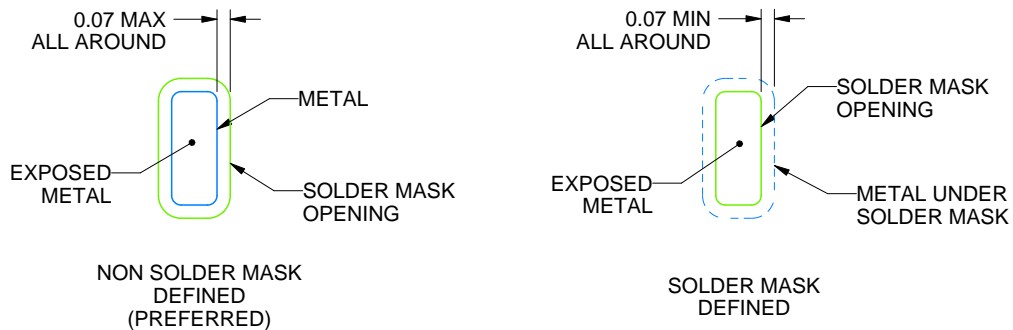 0.07 MAX
ALL AROUND
METAL
EXPOSED
METAL
SOLDER MASK
OPENING
NON SOLDER MASK
DEFINED
(PREFERRED)
0.07 MIN
ALL AROUND
SOLDER MASK
OPENING
EXPOSED
METAL
METAL UNDER
SOLDER MASK
SOLDER MASK
DEFINED